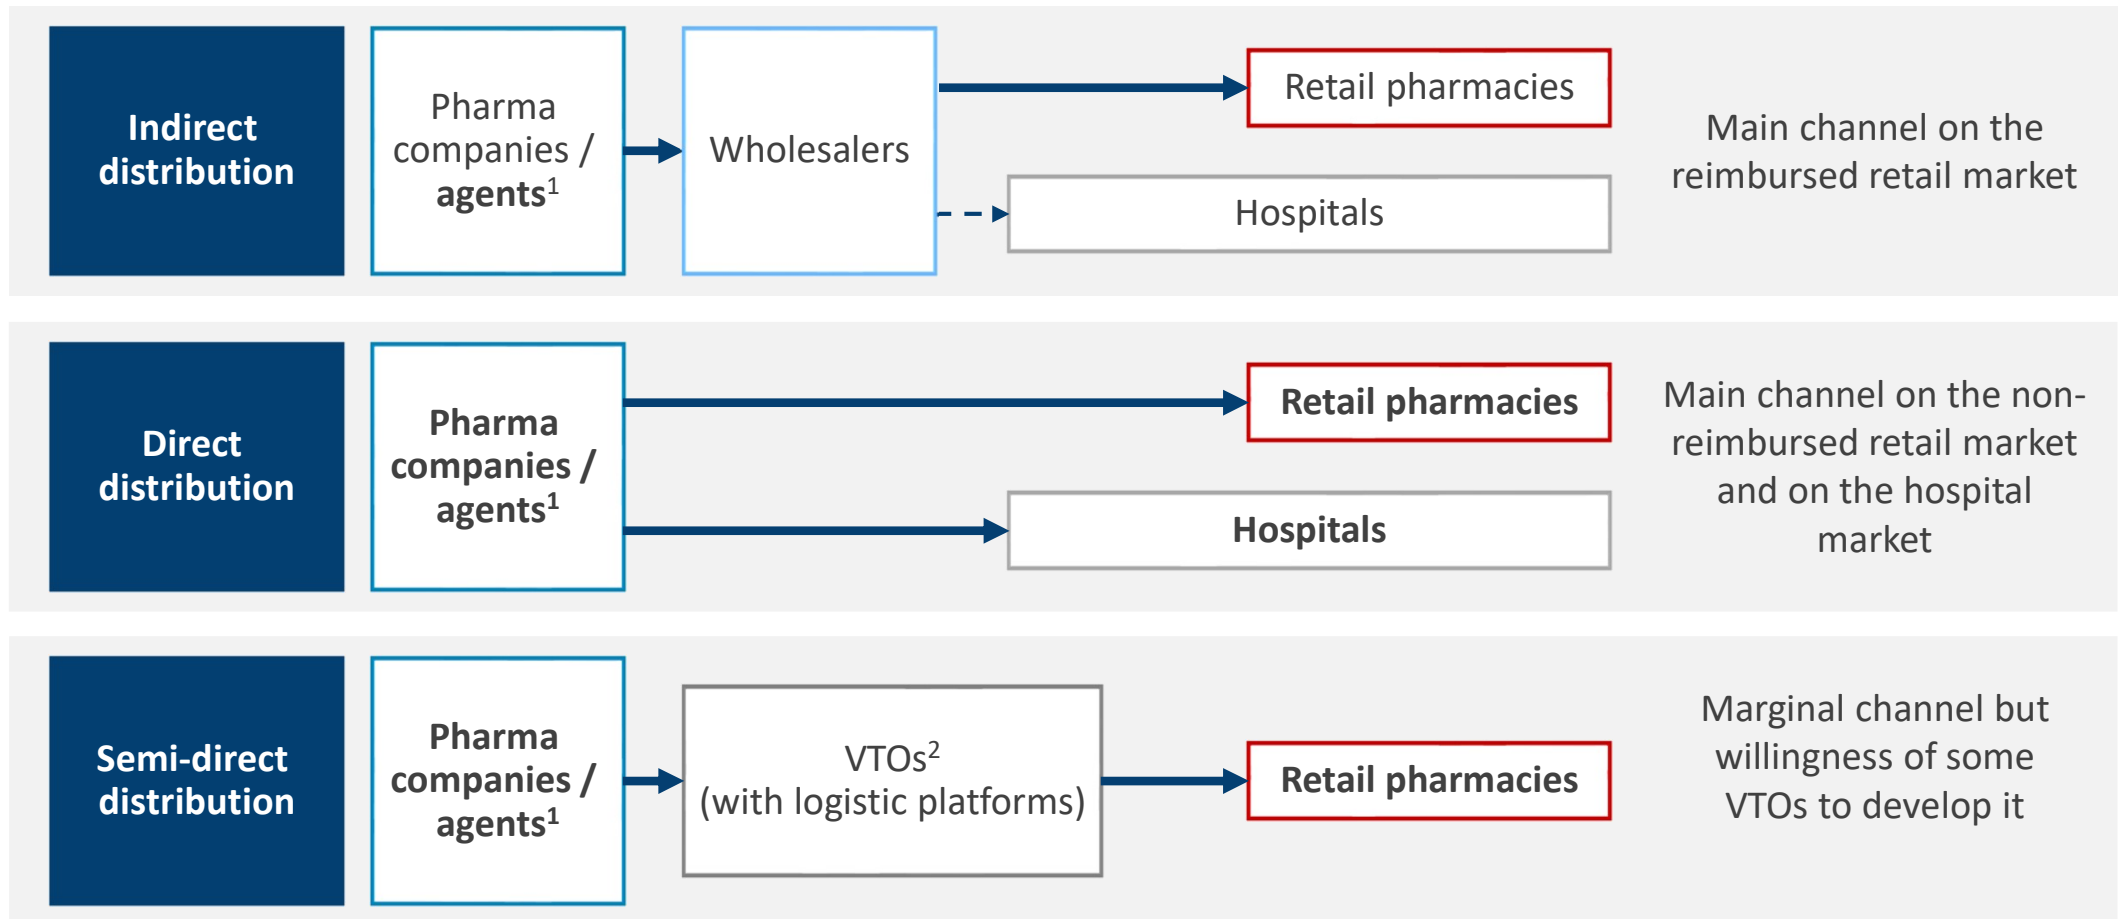 Indirect
distribution
Pharma
companies /
agents¹
Wholesalers
Retail pharmacies
Hospitals
Main channel on the
reimbursed retail market
Direct
distribution
Pharma
companies /
agents¹
Retail pharmacies
Hospitals
Main channel on the non-
reimbursed retail market
and on the hospital
market
Semi-direct
distribution
Pharma
companies /
agents¹
VTOs²
(with logistic platforms)
Retail pharmacies
Marginal channel but
willingness of some
VTOs to develop it